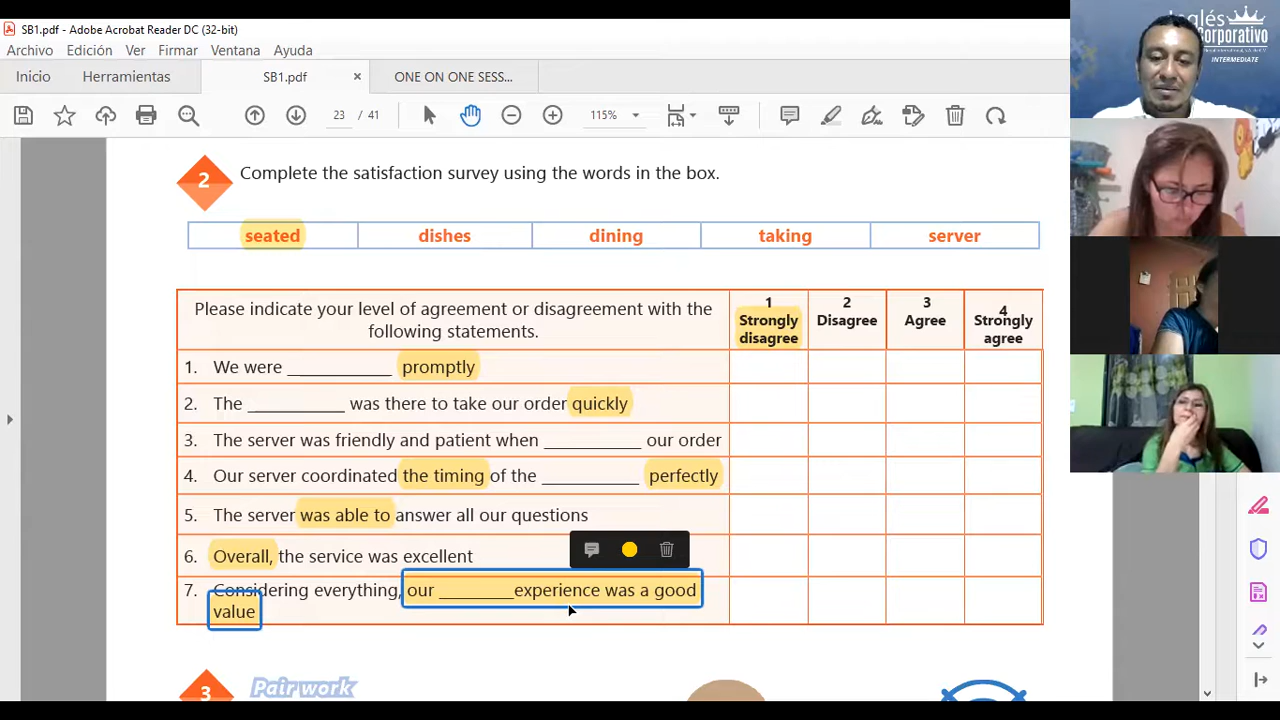 SB1.pdf - Adobe Acrobat Reader DC (32-bit)
Archivo Edición Ver Firmar Ventana Ayuda
Inicio Herramientas SB1.pdf × ONE ON ONE SESS...
23 / 41 115%
2 Complete the satisfaction survey using the words in the box.
seated dishes dining taking server
Please indicate your level of agreement or disagreement with the following statements.
1 Strongly disagree
2 Disagree
3 Agree
4 Strongly agree
1. We were ____________ promptly
2. The ___________ was there to take our order quickly
3. The server was friendly and patient when ___________ our order
4. Our server coordinated the timing of the ___________ perfectly
5. The server was able to answer all our questions
6. Overall, the service was excellent
7. Considering everything, our ________experience was a good
value
3 Pair work
Inglés
Corporativo
INTERMEDIATE